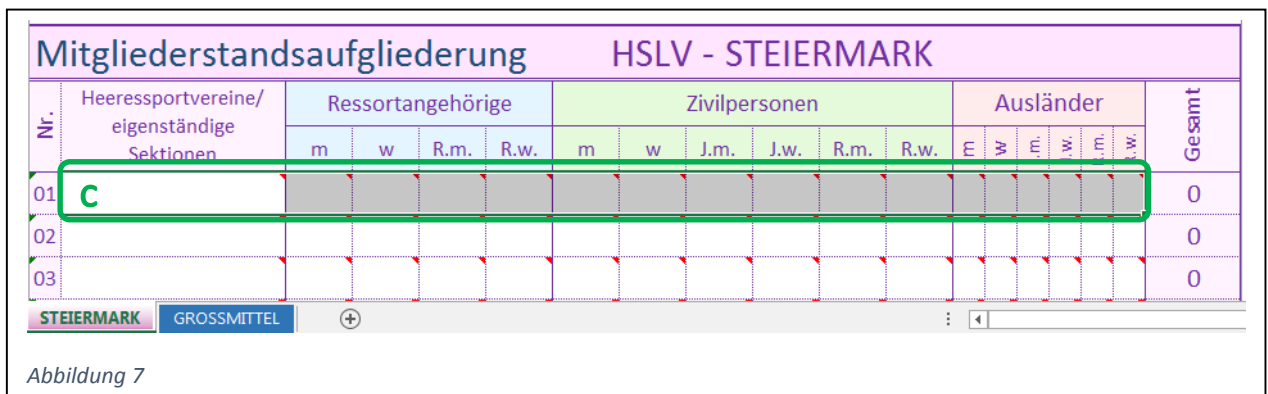 Mitgliederstandsaufgliederung HSLV - STEIERMARK
Nr. Heeressportvereine/ Ressortangehörige Zivilpersonen Ausländer Gesamt
eigenständige
Sektionen m w R.m. R.w. m w J.m. J.w. R.m. R.w. m w .m. .w. R.m. R.w.
01 C 0
02 0
03 0
STEIERMARK GROSSMITTEL
Abbildung 7